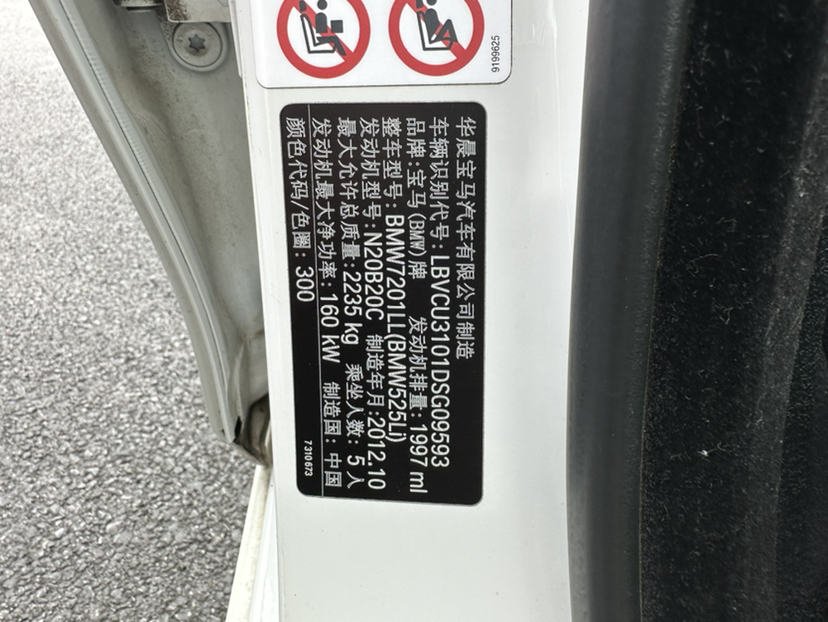 9199625
华晨宝马汽车有限公司制造
车辆识别代号: LBVCU3101DSG09593
品牌: 宝马(BMW)牌 发动机排量: 1997 ml
整车型号: BMW7201LL(BMW525Li)
发动机型号: N20B20C 制造年月: 2012.10
最大允许总质量: 2235 kg 乘坐人数: 5 人
发动机最大净功率: 160 kW 制造国: 中国
颜色代码/色圈: 300
7 310 673